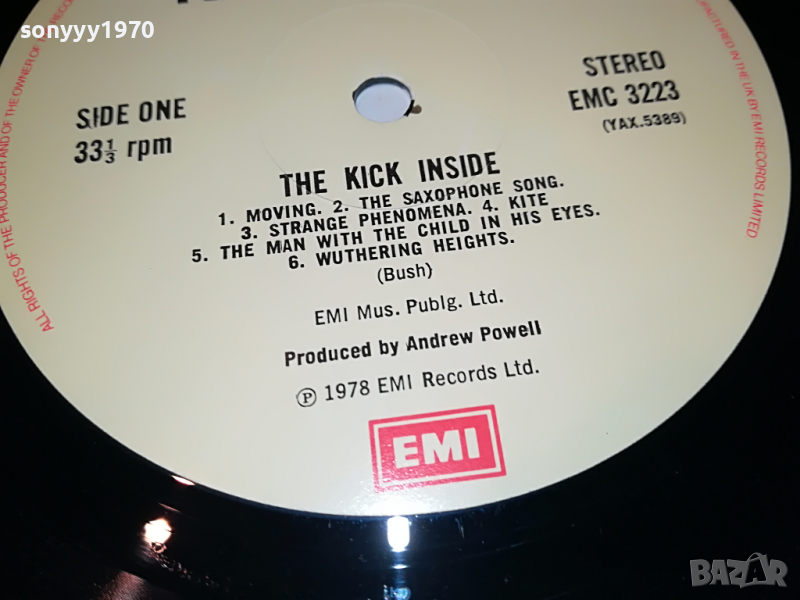 sonyyy1970
SIDE ONE
33⅓ rpm
STEREO
EMC 3223
(YAX.5389)
THE KICK INSIDE
1. MOVING. 2. THE SAXOPHONE SONG.
3. STRANGE PHENOMENA. 4. KITE
5. THE MAN WITH THE CHILD IN HIS EYES.
6. WUTHERING HEIGHTS.
(Bush)
EMI Mus. Publg. Ltd.
Produced by Andrew Powell
Ⓟ 1978 EMI Records Ltd.
EMI
ALL RIGHTS OF THE PRODUCER AND OF THE OWNER OF THE
IN THE UK BY EMI RECORDS LIMITED
BAZAR